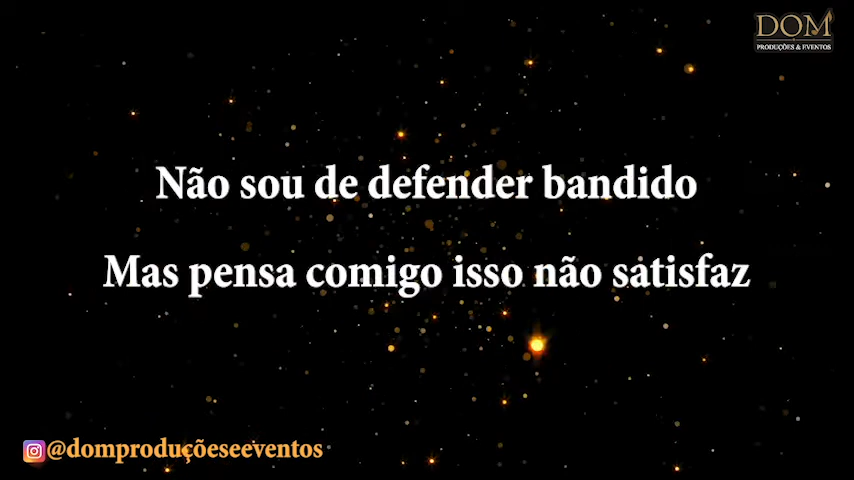 DOM
PRODUÇÕES & EVENTOS
Não sou de defender bandido
Mas pensa comigo isso não satisfaz
@domproduçõeseeventos